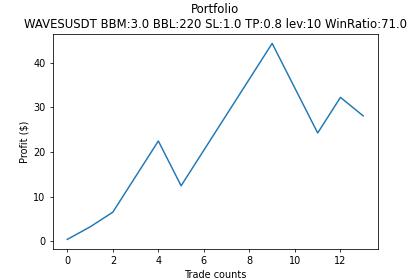 Portfolio
WAVESUSDT BBM:3.0 BBL:220 SL:1.0 TP:0.8 lev:10 WinRatio:71.0
Profit ($)
40
30
20
10
0
0 2 4 6 8 10 12
Trade counts